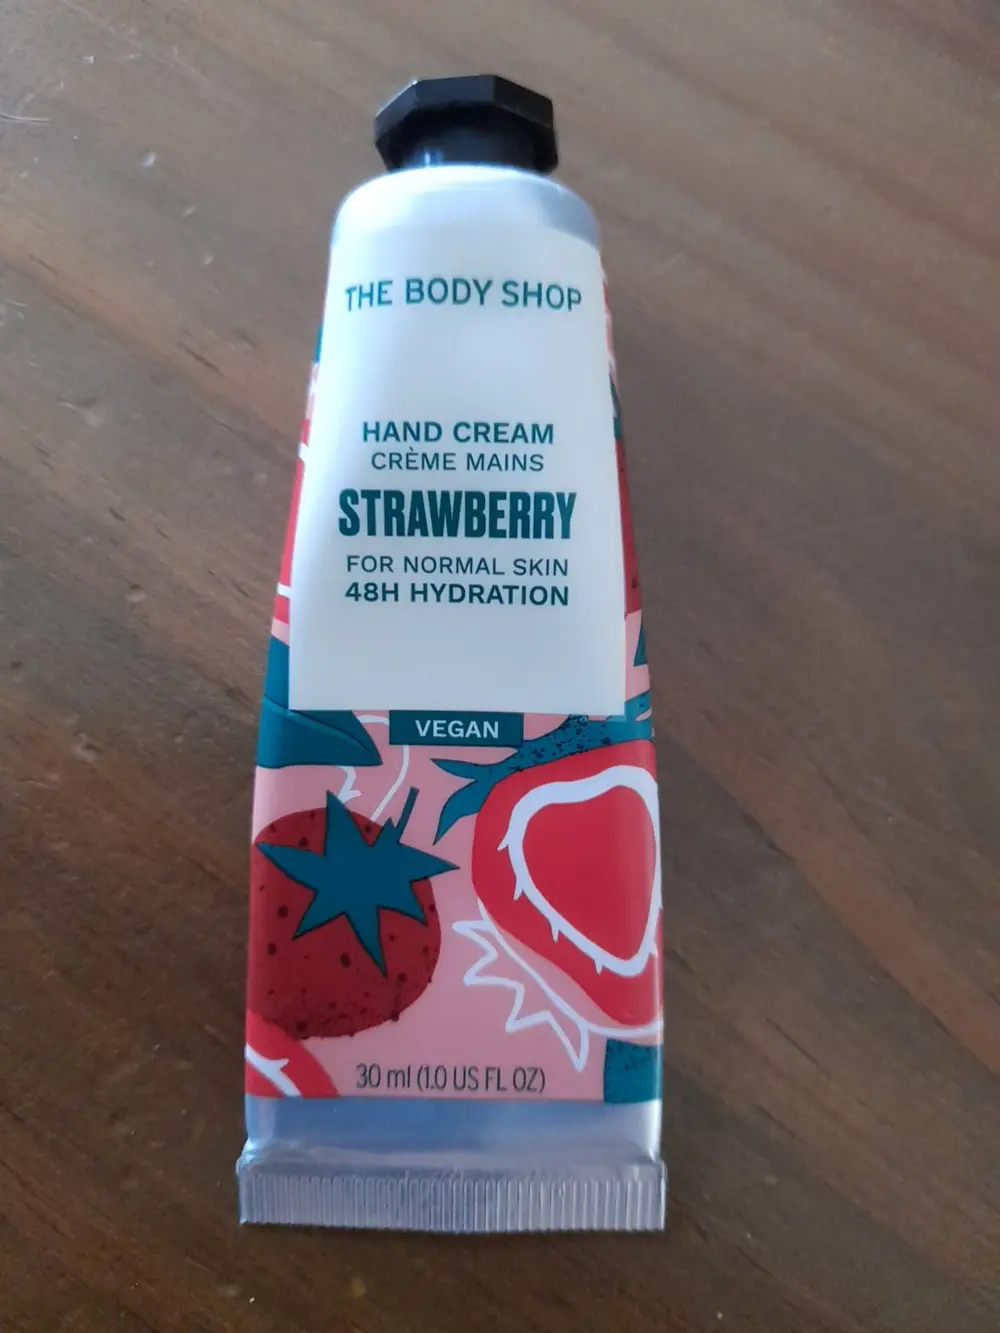 THE BODY SHOP
HAND CREAM
CRÈME MAINS
STRAWBERRY
FOR NORMAL SKIN
48H HYDRATION
VEGAN
30 ml (1.0 US FL OZ)